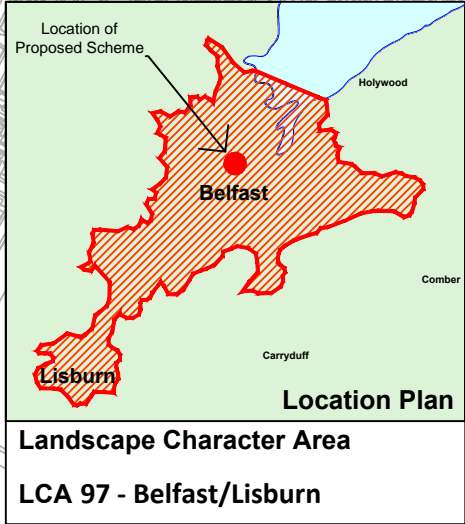 Location of
Proposed Scheme
Holywood
Belfast
Comber
Carryduff
Lisburn
Location Plan
Landscape Character Area
LCA 97 - Belfast/Lisburn